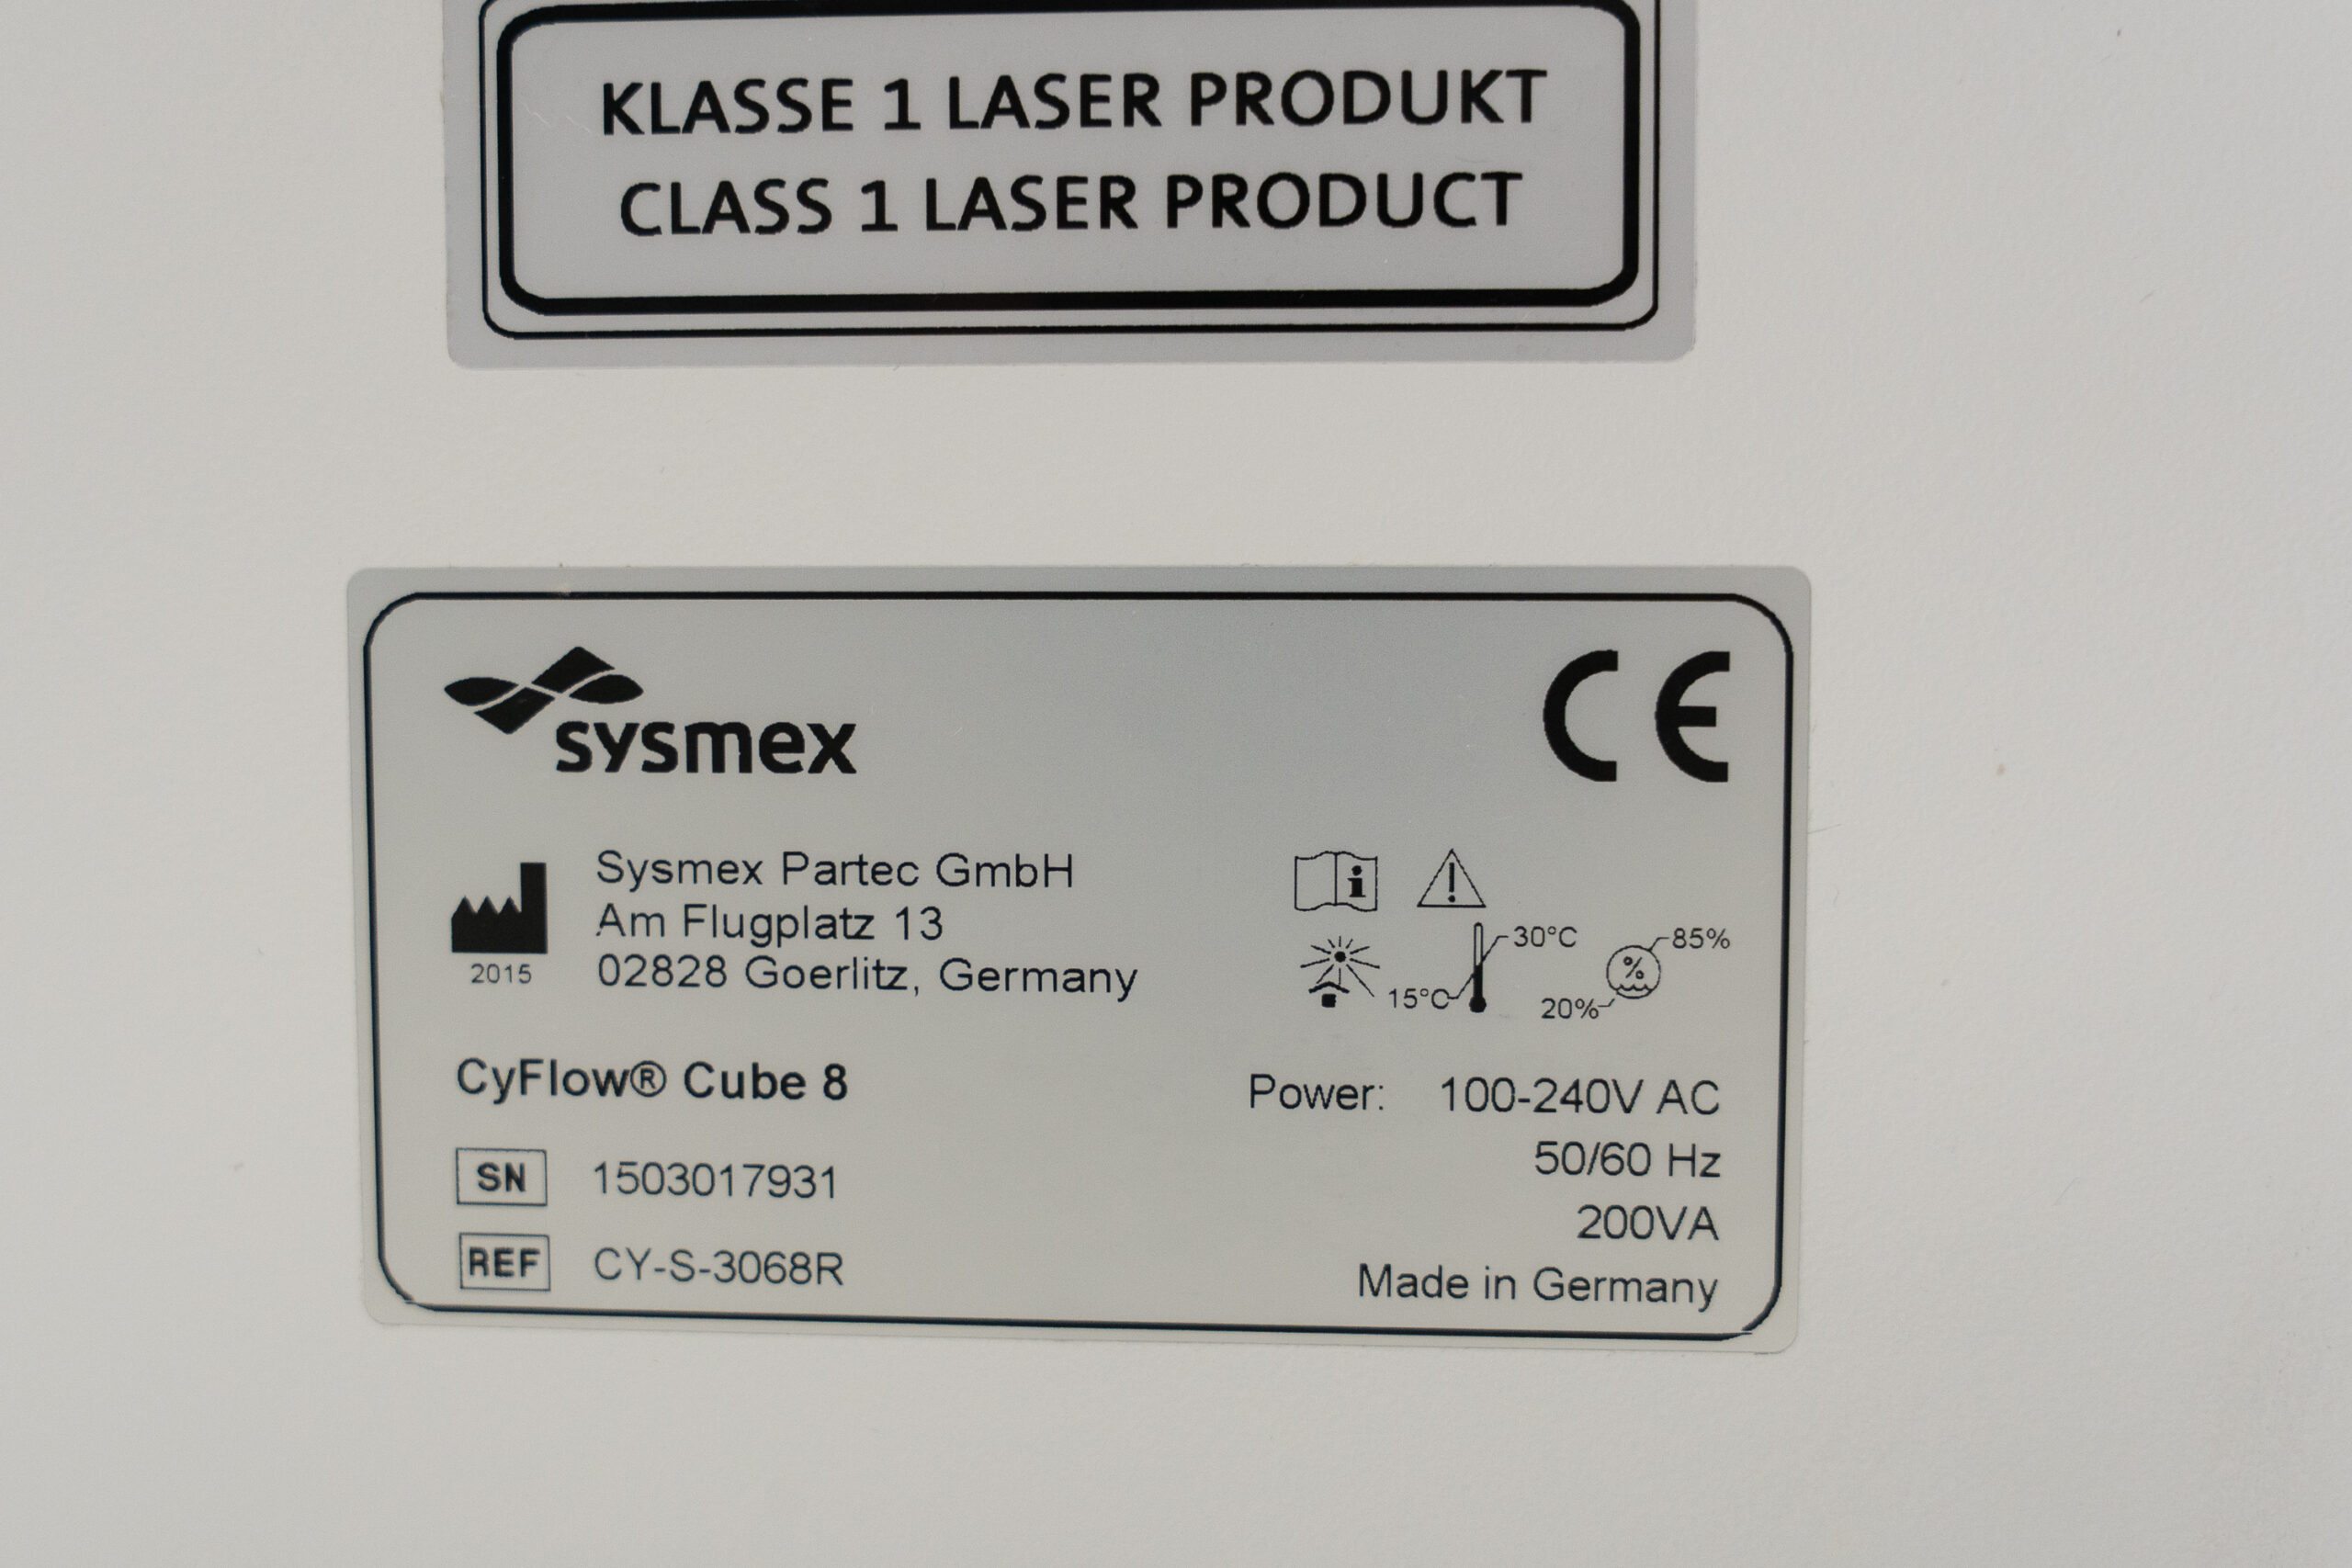 KLASSE 1 LASER PRODUKT
CLASS 1 LASER PRODUCT
sysmex
CE
Sysmex Partec GmbH
Am Flugplatz 13
02828 Goerlitz, Germany
2015
i
!
30°C
15°C
%
85%
20%
CyFlow® Cube 8
SN 1503017931
REF CY-S-3068R
Power: 100-240V AC
50/60 Hz
200VA
Made in Germany